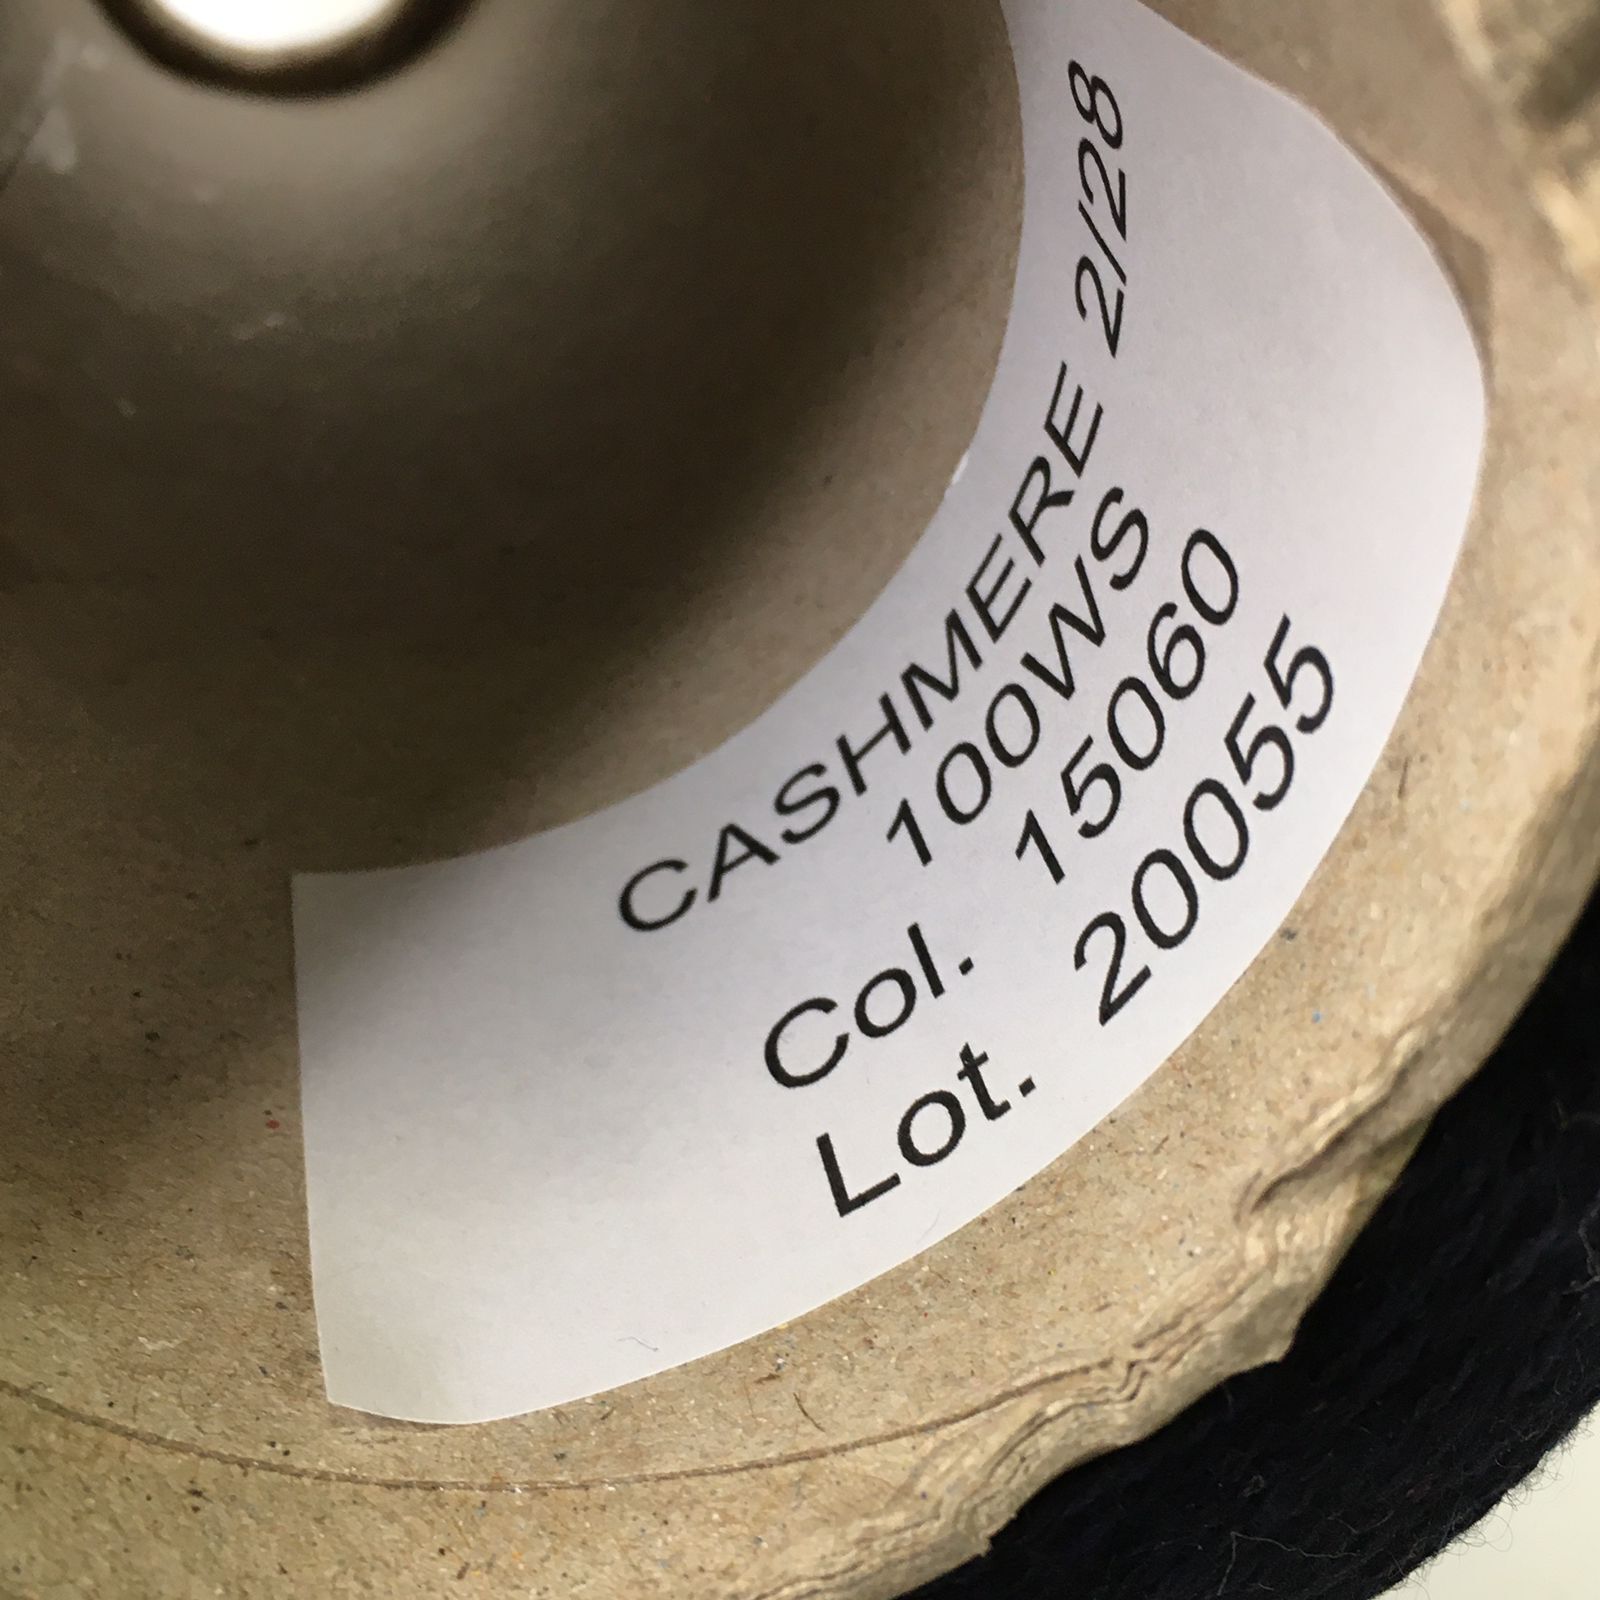 CASHMERE 2/28
100WS
Col. 15060
Lot. 20055